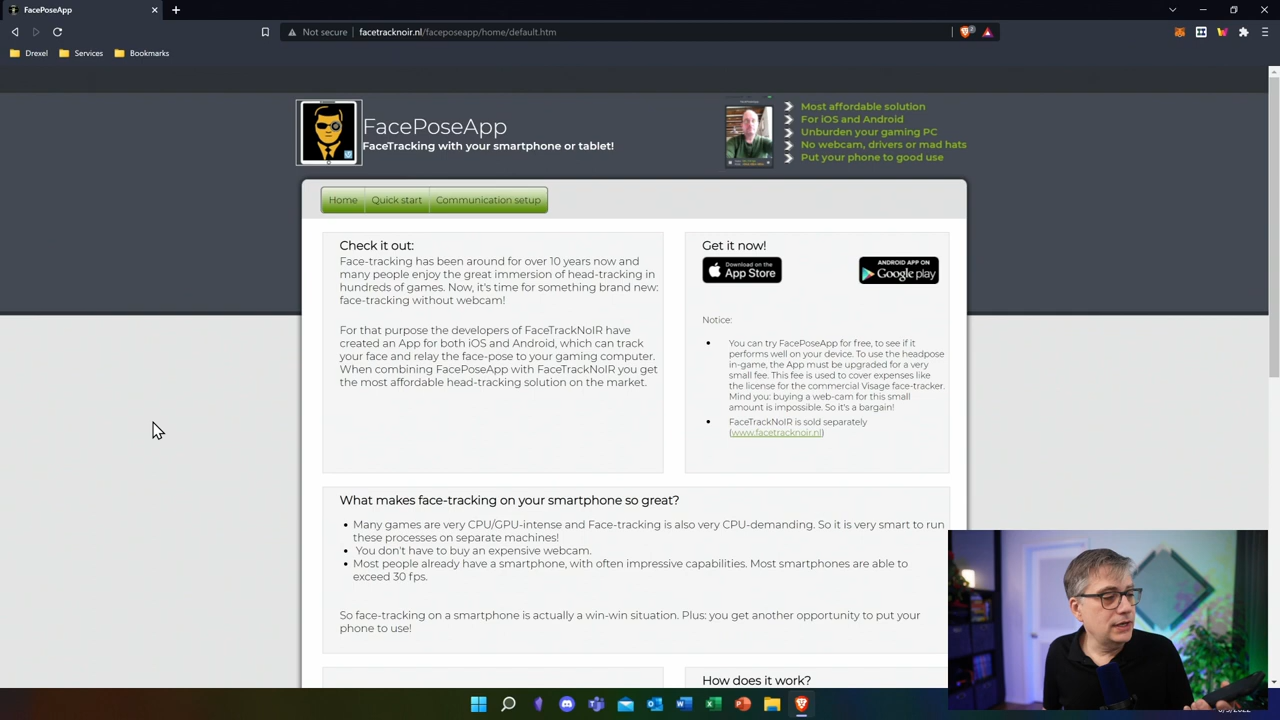 FacePoseApp
Not secure
facetracknoir.nl/faceposeapp/home/default.htm
2
Drexel
Services
Bookmarks
FacePoseApp
FaceTracking with your smartphone or tablet!
Most affordable solution
For iOS and Android
Unburden your gaming PC
No webcam, drivers or mad hats
Put your phone to good use
Home
Quick start
Communication setup
Check it out:
Face-tracking has been around for over 10 years now and
many people enjoy the great immersion of head-tracking in
hundreds of games. Now, it's time for something brand new:
face-tracking without webcam!
For that purpose the developers of FaceTrackNoIR have
created an App for both iOS and Android, which can track
your face and relay the face-pose to your gaming computer.
When combining FacePoseApp with FaceTrackNoIR you get
the most affordable head-tracking solution on the market.
Get it now!
Download on the
App Store
ANDROID APP ON
Google play
Notice:
You can try FacePoseApp for free, to see if it
performs well on your device. To use the headpose
in-game, the App must be upgraded for a very
small fee. This fee is used to cover expenses like
the license for the commercial Visage face-tracker.
Mind you: buying a web-cam for this small
amount is impossible. So it's a bargain!
FaceTrackNoIR is sold separately
(www.facetracknoir.nl)
What makes face-tracking on your smartphone so great?
Many games are very CPU/GPU-intense and Face-tracking is also very CPU-demanding. So it is very smart to run
these processes on separate machines!
You don't have to buy an expensive webcam.
Most people already have a smartphone, with often impressive capabilities. Most smartphones are able to
exceed 30 fps.
So face-tracking on a smartphone is actually a win-win situation. Plus: you get another opportunity to put your
phone to use!
How does it work?